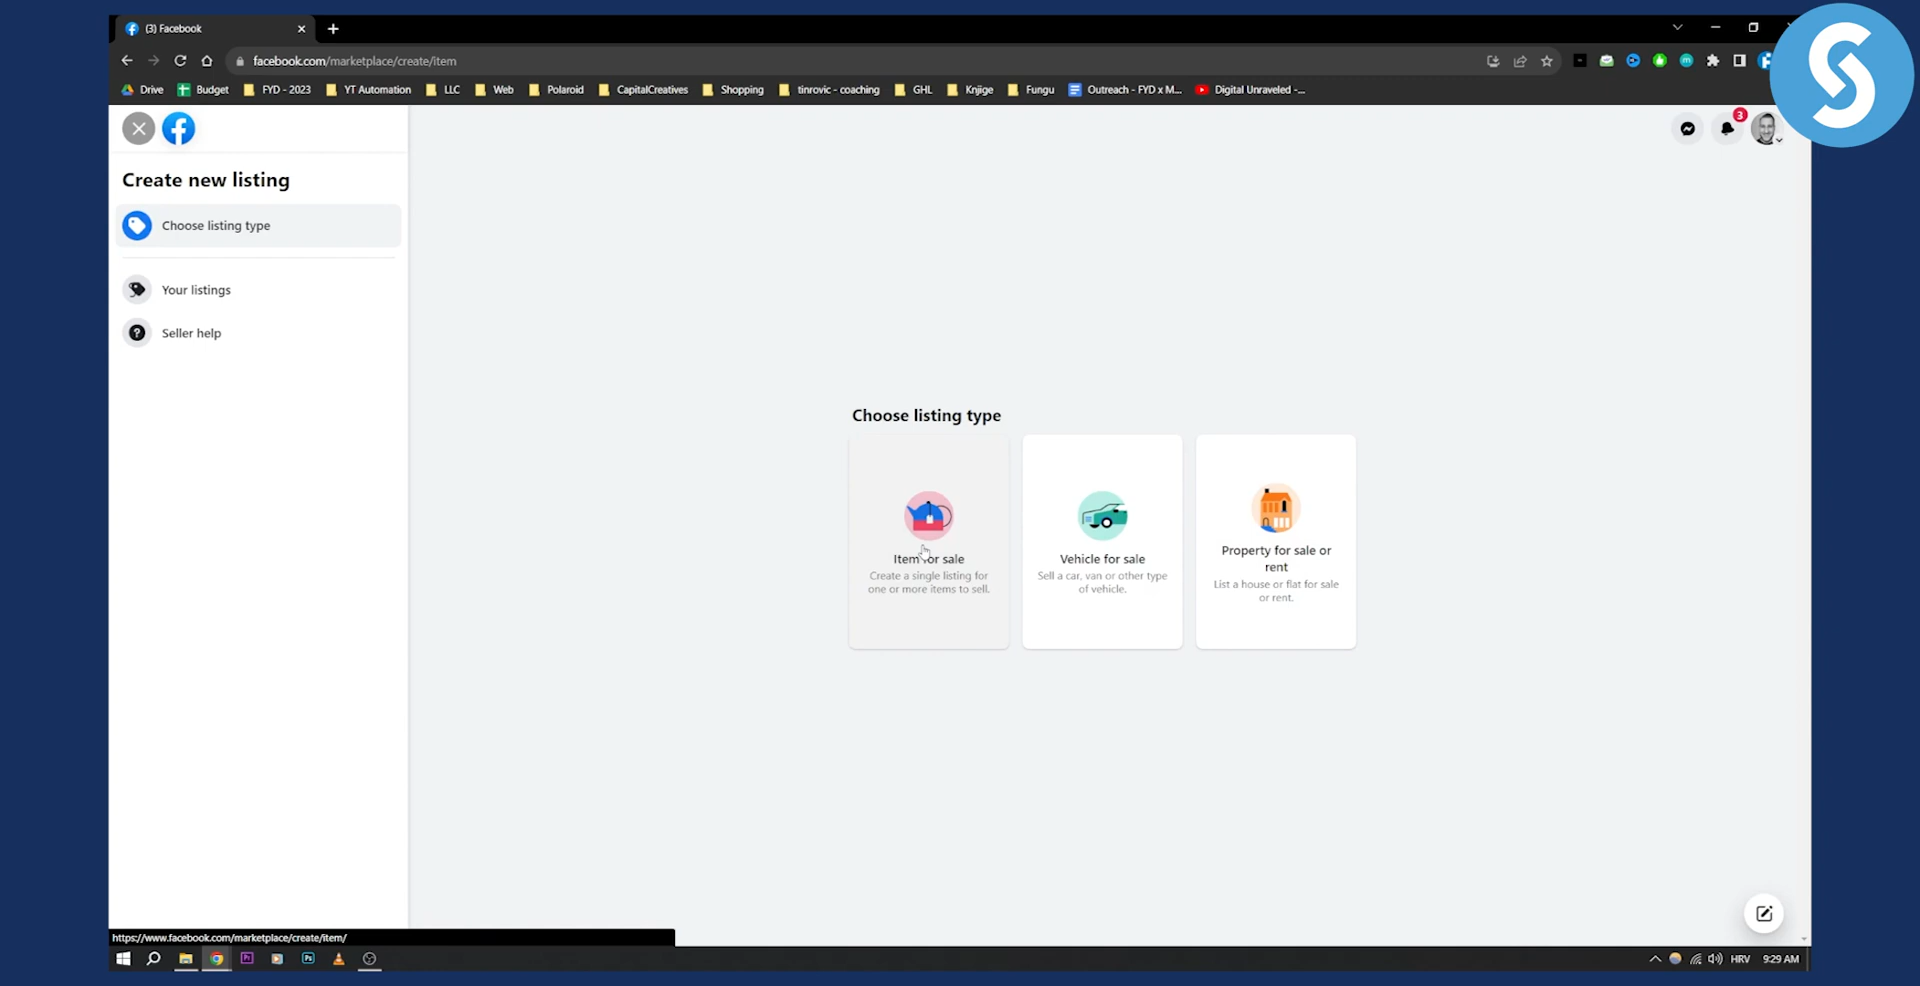 (3) Facebook
facebook.com/marketplace/create/item
Drive Budget FYD - 2023 YT Automation LLC Web Polaroid CapitalCreatives Shopping tinrovic - coaching GHL Knjige Fungu Outreach - FYD x M... Digital Unraveled -...
3
Create new listing
Choose listing type
Your listings
Seller help
Choose listing type
Item for sale
Create a single listing for
one or more items to sell.
Vehicle for sale
Sell a car, van or other type
of vehicle.
Property for sale or
rent
List a house or flat for sale
or rent.
https://www.facebook.com/marketplace/create/item/
Pr
Ps
HRV 9:29 AM